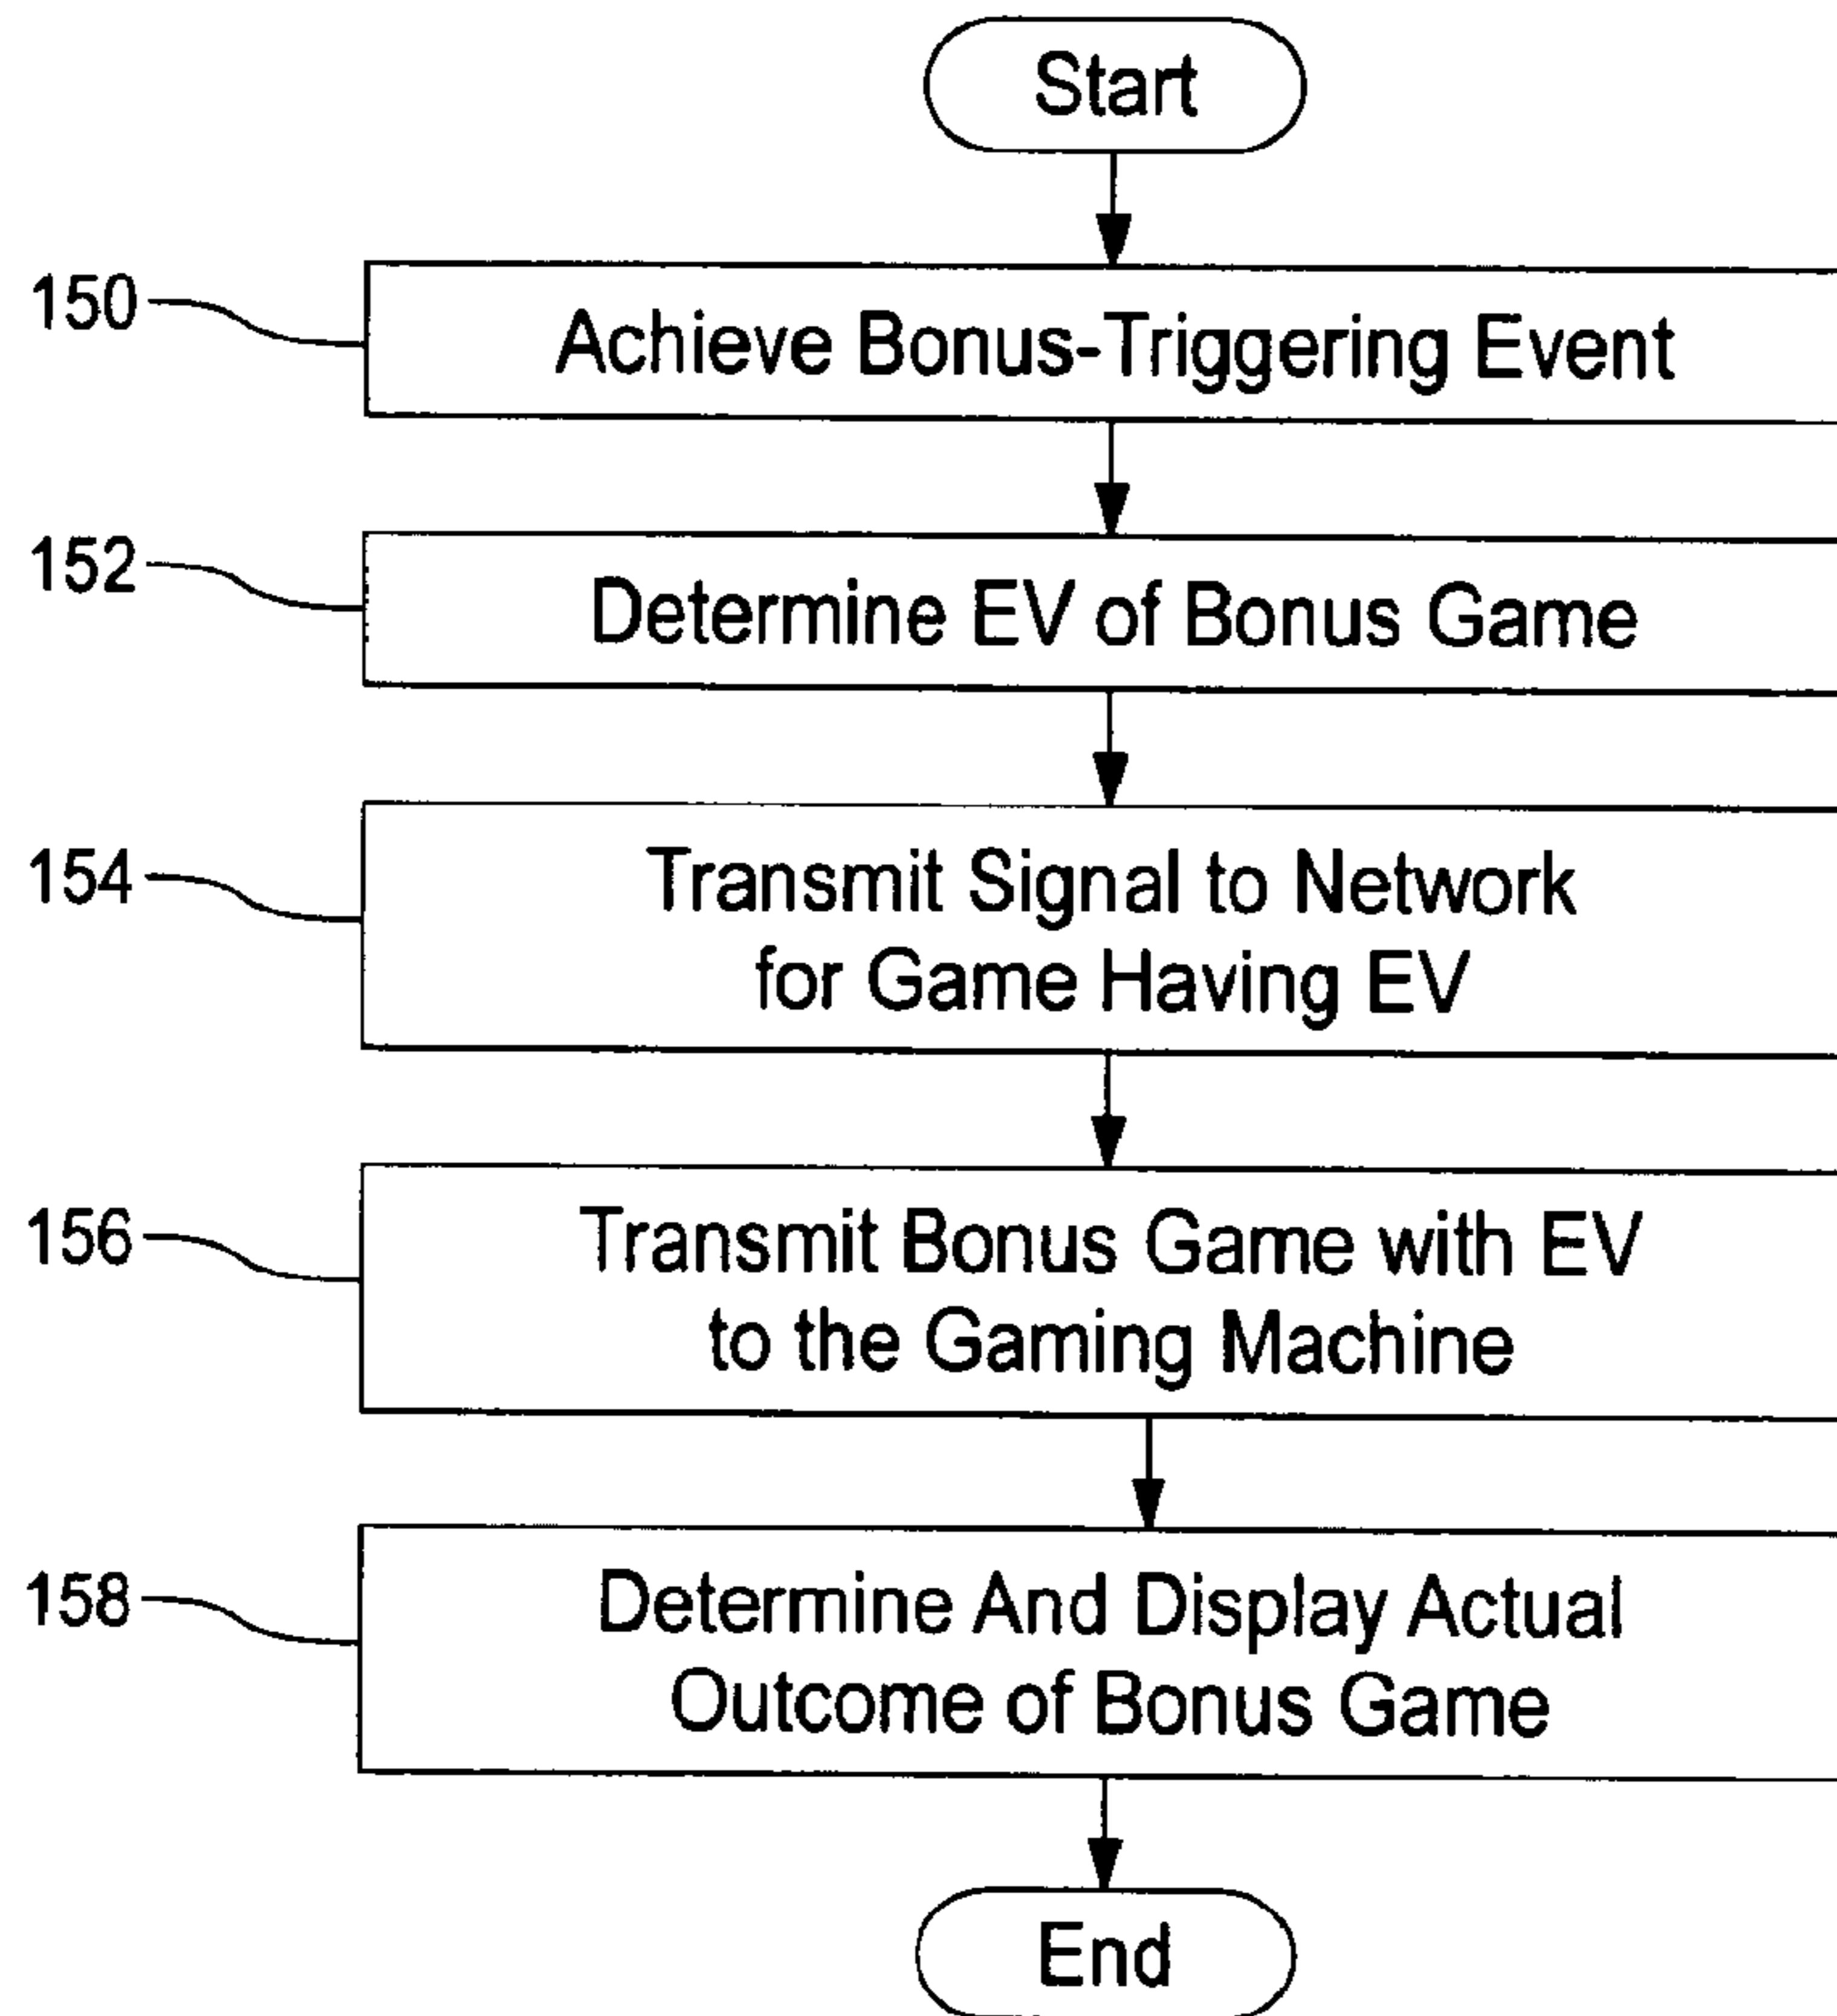 Start
150
Achieve Bonus-Triggering Event
152
Determine EV of Bonus Game
154
Transmit Signal to Network
for Game Having EV
156
Transmit Bonus Game with EV
to the Gaming Machine
158
Determine And Display Actual
Outcome of Bonus Game
End